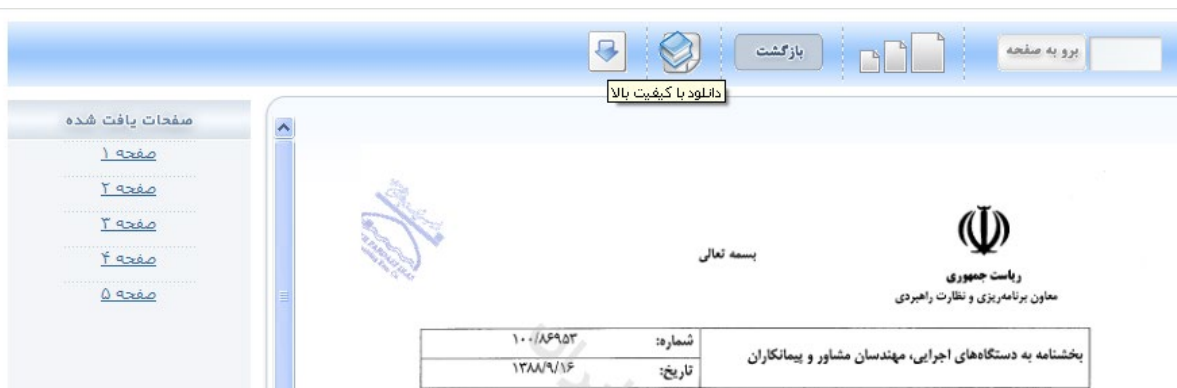 برو به صفحه
بازگشت
دانلود با کیفیت بالا
صفحات یافت شده
صفحه ۱
صفحه ۲
صفحه ۳
صفحه ۴
صفحه ۵
بسمه تعالی
ریاست جمهوری
معاون برنامه‌ریزی و نظارت راهبردی
بخشنامه به دستگاه‌های اجرایی، مهندسان مشاور و پیمانکاران
شماره: ۱۰۰/۸۶۹۵۳
تاریخ: ۱۳۸۸/۹/۱۶